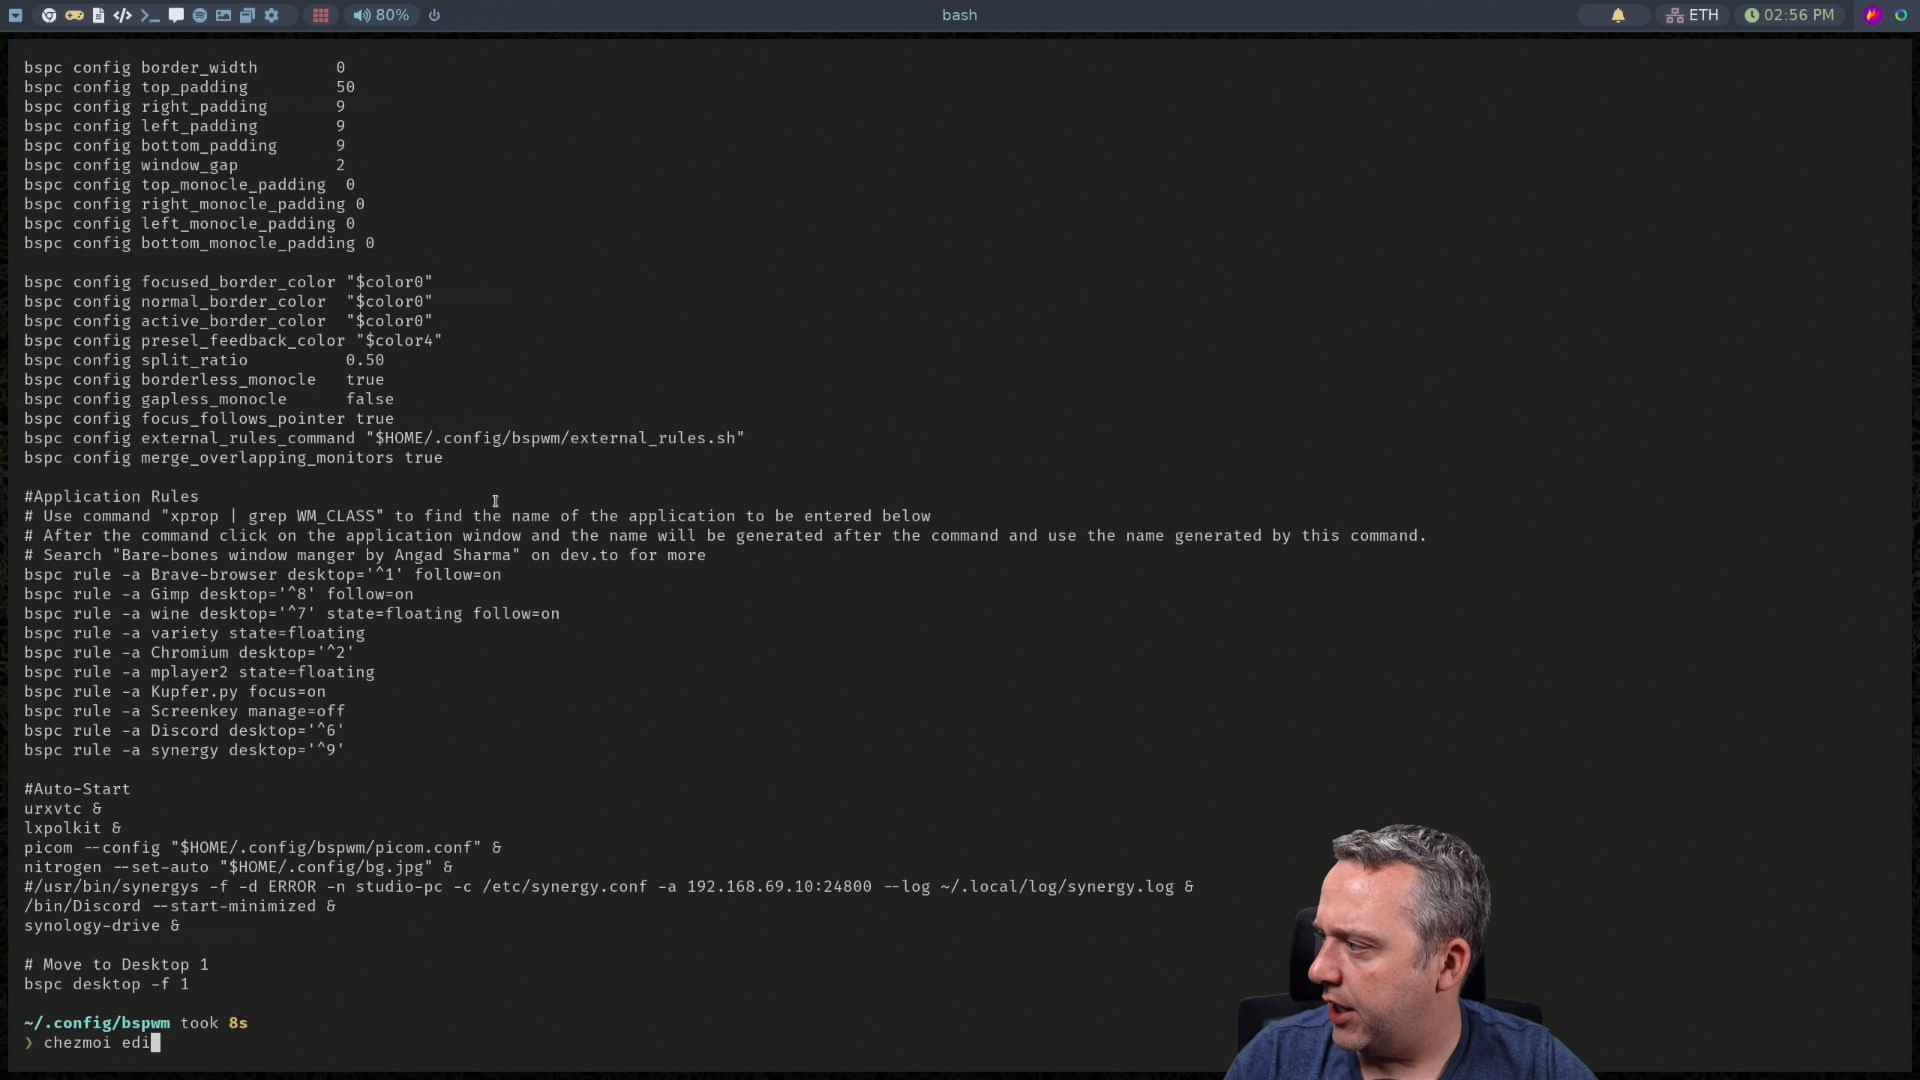 80%
bash
ETH
02:56 PM
bspc config border_width 0
bspc config top_padding 50
bspc config right_padding 9
bspc config left_padding 9
bspc config bottom_padding 9
bspc config window_gap 2
bspc config top_monocle_padding 0
bspc config right_monocle_padding 0
bspc config left_monocle_padding 0
bspc config bottom_monocle_padding 0
bspc config focused_border_color "$color0"
bspc config normal_border_color "$color0"
bspc config active_border_color "$color0"
bspc config presel_feedback_color "$color4"
bspc config split_ratio 0.50
bspc config borderless_monocle true
bspc config gapless_monocle false
bspc config focus_follows_pointer true
bspc config external_rules_command "$HOME/.config/bspwm/external_rules.sh"
bspc config merge_overlapping_monitors true
#Application Rules
# Use command "xprop | grep WM_CLASS" to find the name of the application to be entered below
# After the command click on the application window and the name will be generated after the command and use the name generated by this command.
# Search "Bare-bones window manger by Angad Sharma" on dev.to for more
bspc rule -a Brave-browser desktop='^1' follow=on
bspc rule -a Gimp desktop='^8' follow=on
bspc rule -a wine desktop='^7' state=floating follow=on
bspc rule -a variety state=floating
bspc rule -a Chromium desktop='^2'
bspc rule -a mplayer2 state=floating
bspc rule -a Kupfer.py focus=on
bspc rule -a Screenkey manage=off
bspc rule -a Discord desktop='^6'
bspc rule -a synergy desktop='^9'
#Auto-Start
urxvtc &
lxpolkit &
picom --config "$HOME/.config/bspwm/picom.conf" &
nitrogen --set-auto "$HOME/.config/bg.jpg" &
#/usr/bin/synergys -f -d ERROR -n studio-pc -c /etc/synergy.conf -a 192.168.69.10:24800 --log ~/.local/log/synergy.log &
/bin/Discord --start-minimized &
synology-drive &
# Move to Desktop 1
bspc desktop -f 1
~/.config/bspwm took 8s
❯ chezmoi edi